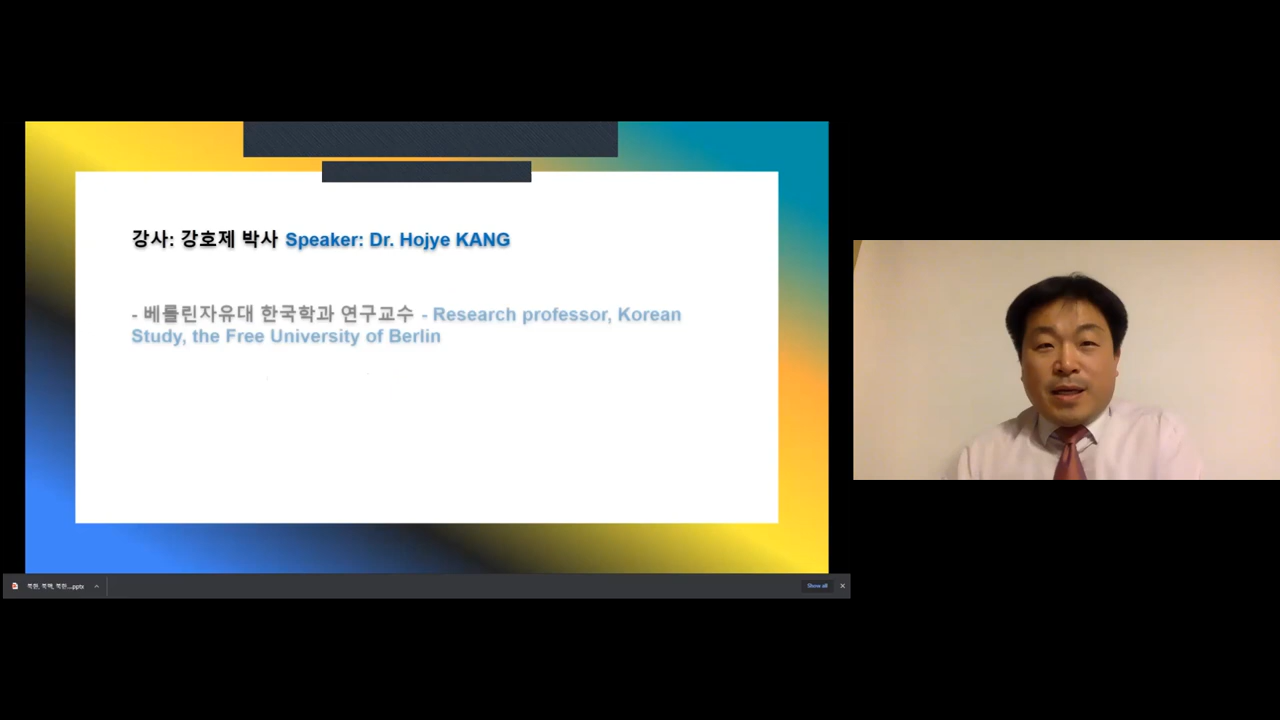 강사: 강호제 박사 Speaker: Dr. Hojye KANG
- 베를린자유대 한국학과 연구교수 - Research professor, Korean
Study, the Free University of Berlin
Show all